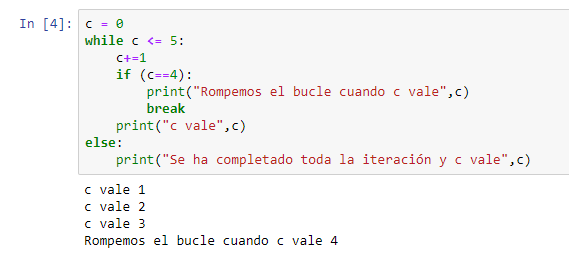 In [4]: c = 0
while c <= 5:
    c+=1
    if (c==4):
        print("Rompemos el bucle cuando c vale",c)
        break
    print("c vale",c)
else:
    print("Se ha completado toda la iteración y c vale",c)
c vale 1
c vale 2
c vale 3
Rompemos el bucle cuando c vale 4